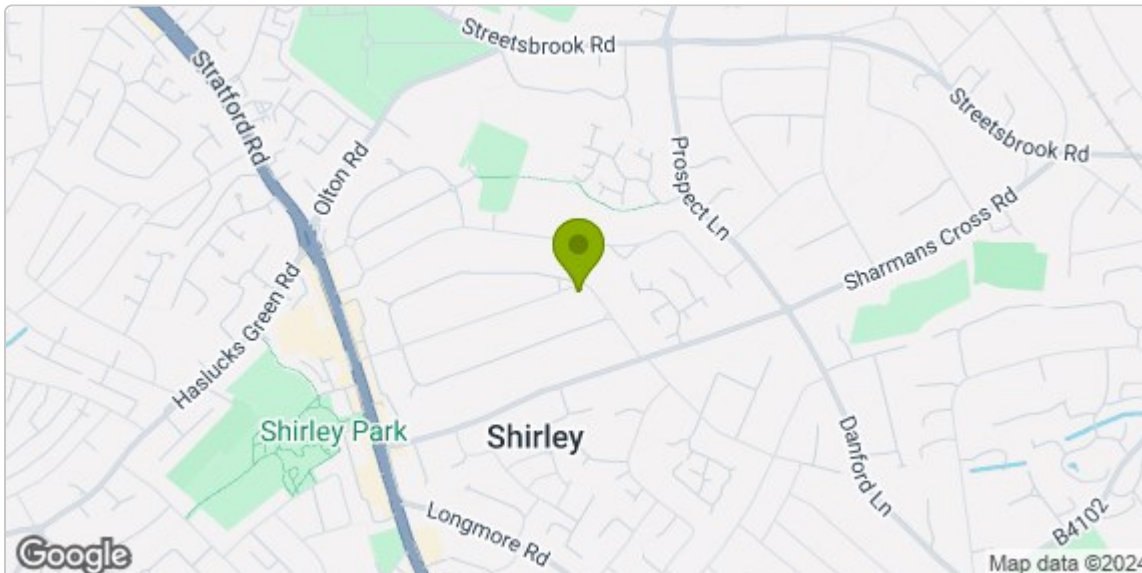 Streetsbrook Rd
Stratford Rd
Olton Rd
Prospect Ln
Streetsbrook Rd
Sharmans Cross Rd
Haslucks Green Rd
Shirley Park
Shirley
Danford Ln
Longmore Rd
B4102
Google
Map data ©2024